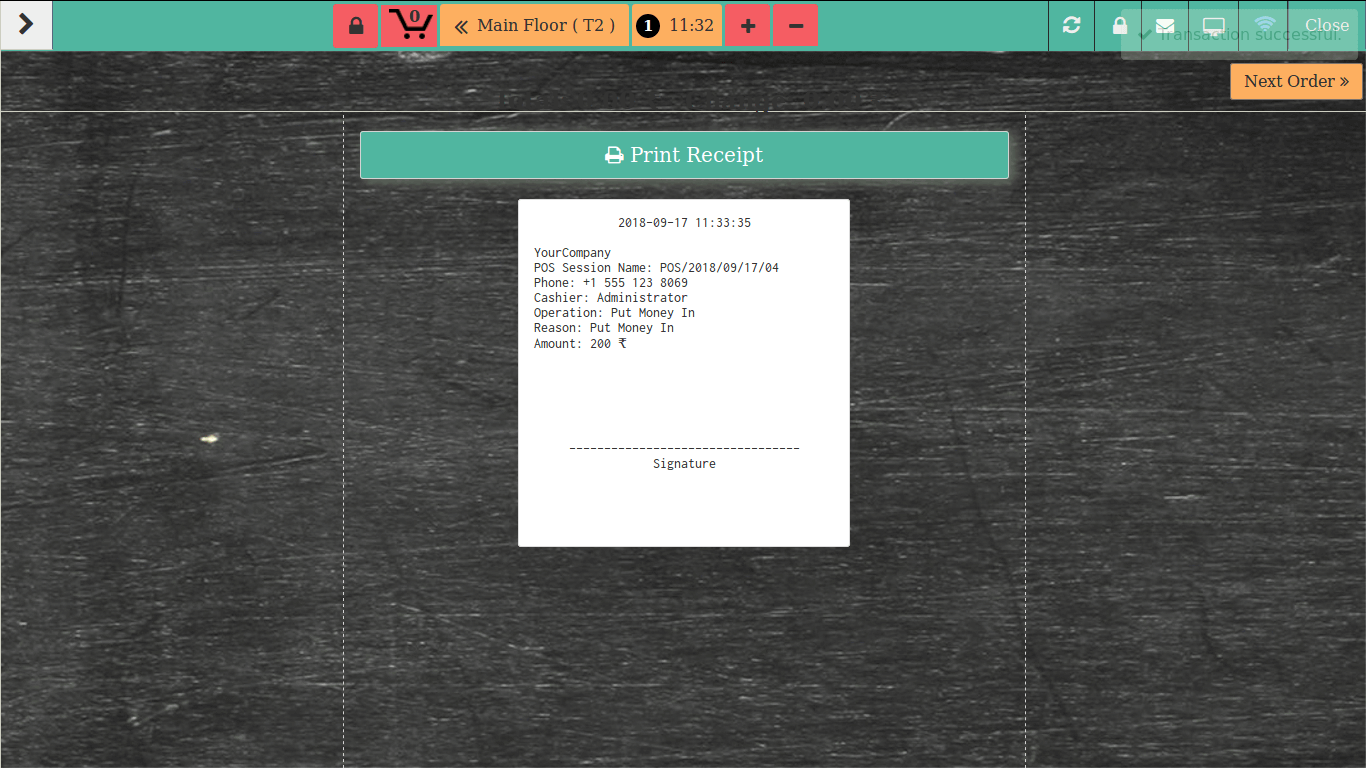 0
Main Floor ( T2 )
1 11:32
Close
Transaction successful.
Next Order
Print Receipt
2018-09-17 11:33:35
YourCompany
POS Session Name: POS/2018/09/17/04
Phone: +1 555 123 8069
Cashier: Administrator
Operation: Put Money In
Reason: Put Money In
Amount: 200 ₹
Signature